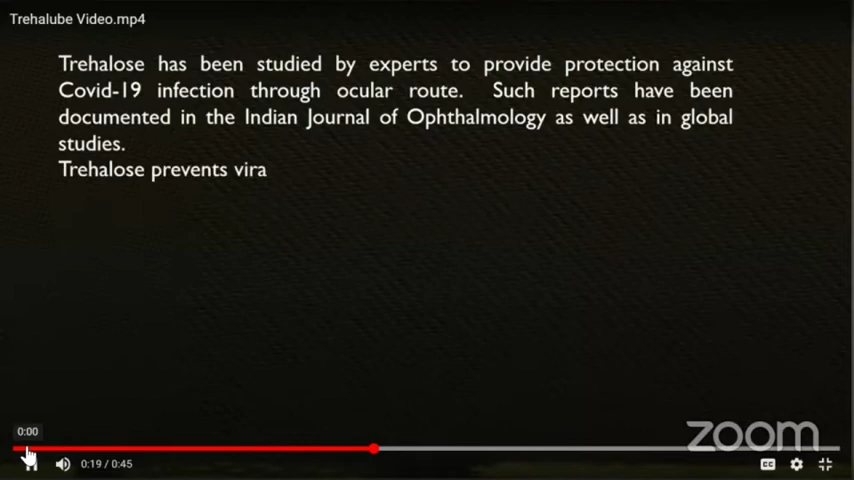 Trehalube Video.mp4
Trehalose has been studied by experts to provide protection against
Covid-19 infection through ocular route. Such reports have been
documented in the Indian Journal of Ophthalmology as well as in global
studies.
Trehalose prevents vira
0:00
zoom
0:19 / 0:45
CC